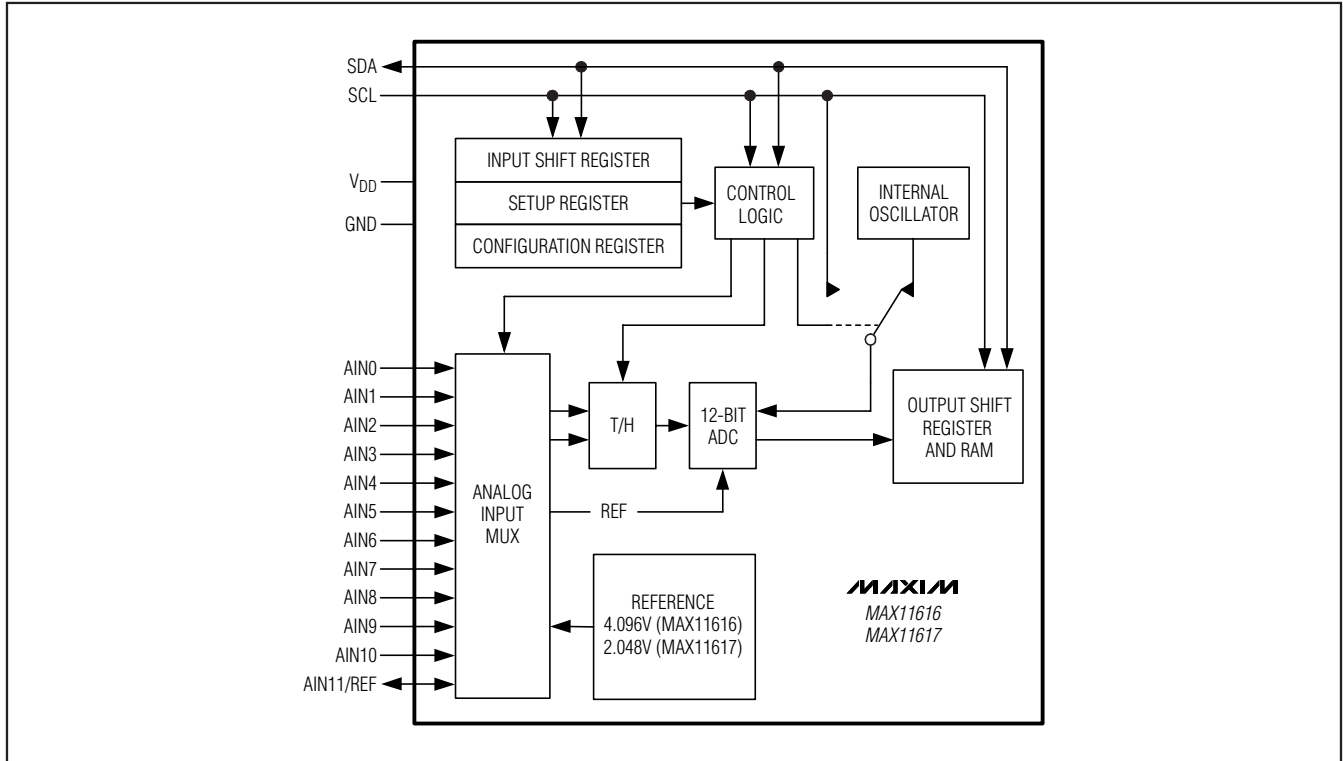 SDA
SCL
VDD
GND
INPUT SHIFT REGISTER
SETUP REGISTER
CONFIGURATION REGISTER
CONTROL
LOGIC
INTERNAL
OSCILLATOR
AIN0
AIN1
AIN2
AIN3
AIN4
AIN5
AIN6
AIN7
AIN8
AIN9
AIN10
AIN11/REF
ANALOG
INPUT
MUX
T/H
12-BIT
ADC
REF
OUTPUT SHIFT
REGISTER
AND RAM
REFERENCE
4.096V (MAX11616)
2.048V (MAX11617)
MAXIM
MAX11616
MAX11617